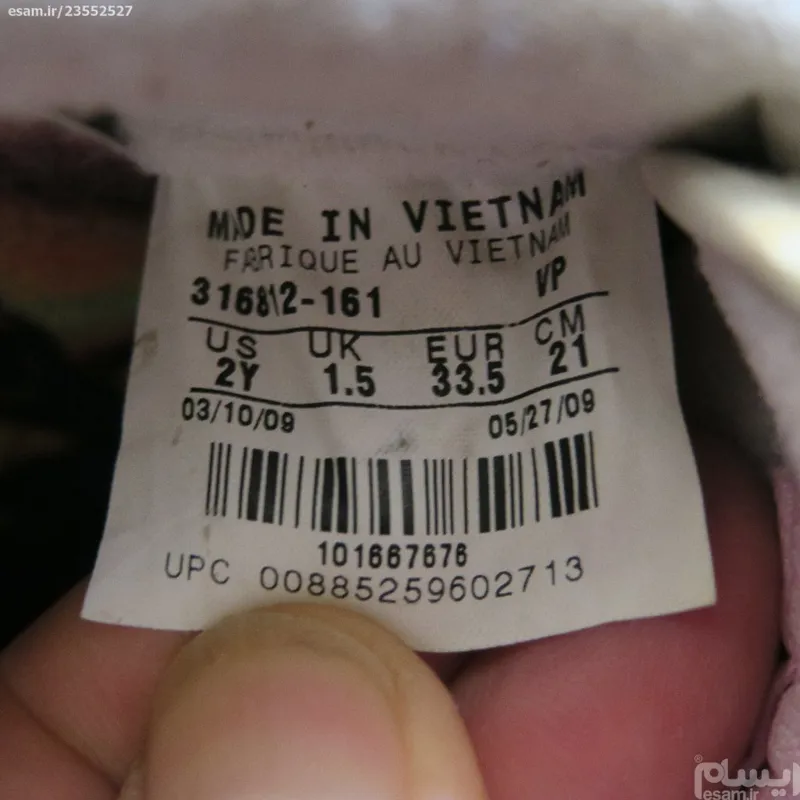 esam.ir/23552527
MADE IN VIETNAM
FABRIQUE AU VIETNAM
316812-161 VP
US UK EUR CM
2Y 1.5 33.5 21
03/10/09 05/27/09
101667676
UPC 00885259602713
ایسام
esam.ir